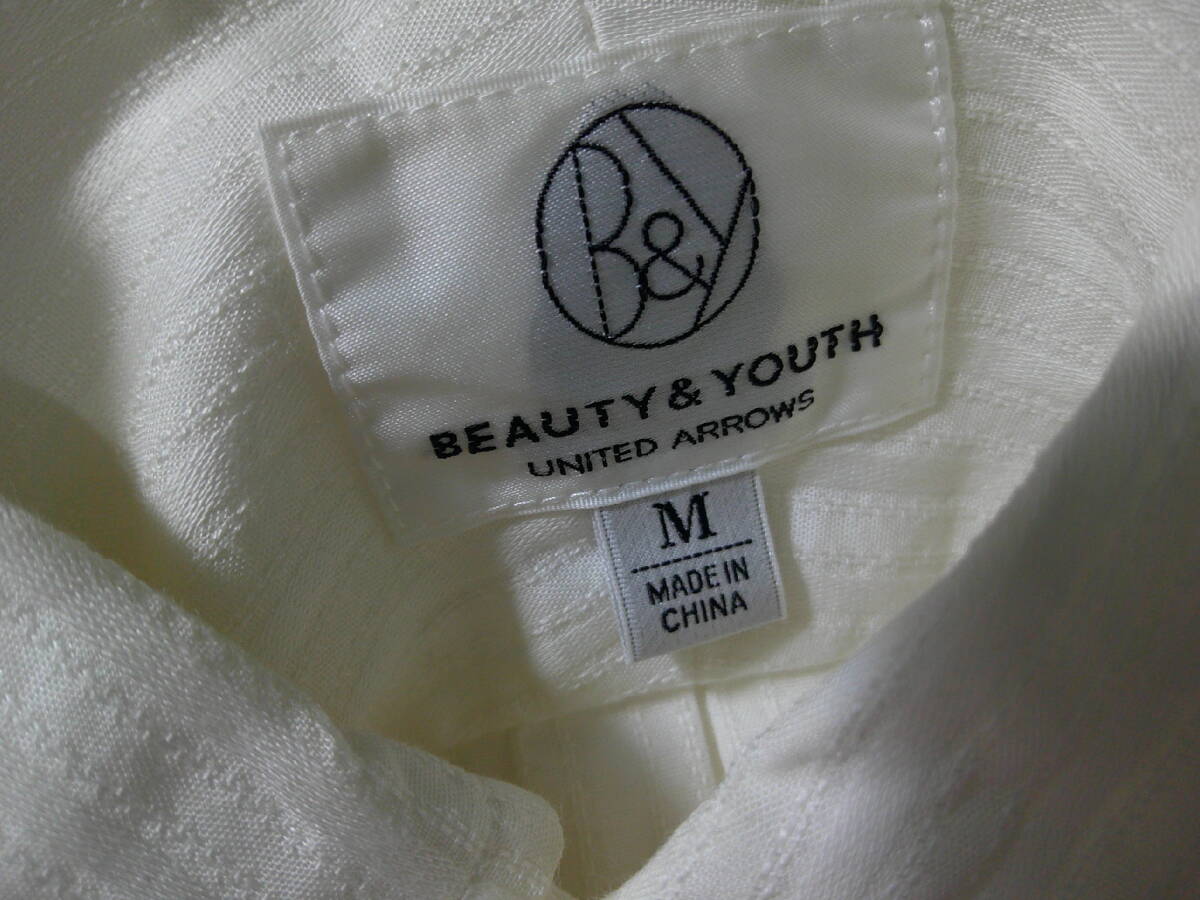 B&Y
BEAUTY & YOUTH
UNITED ARROWS
M
MADE IN
CHINA